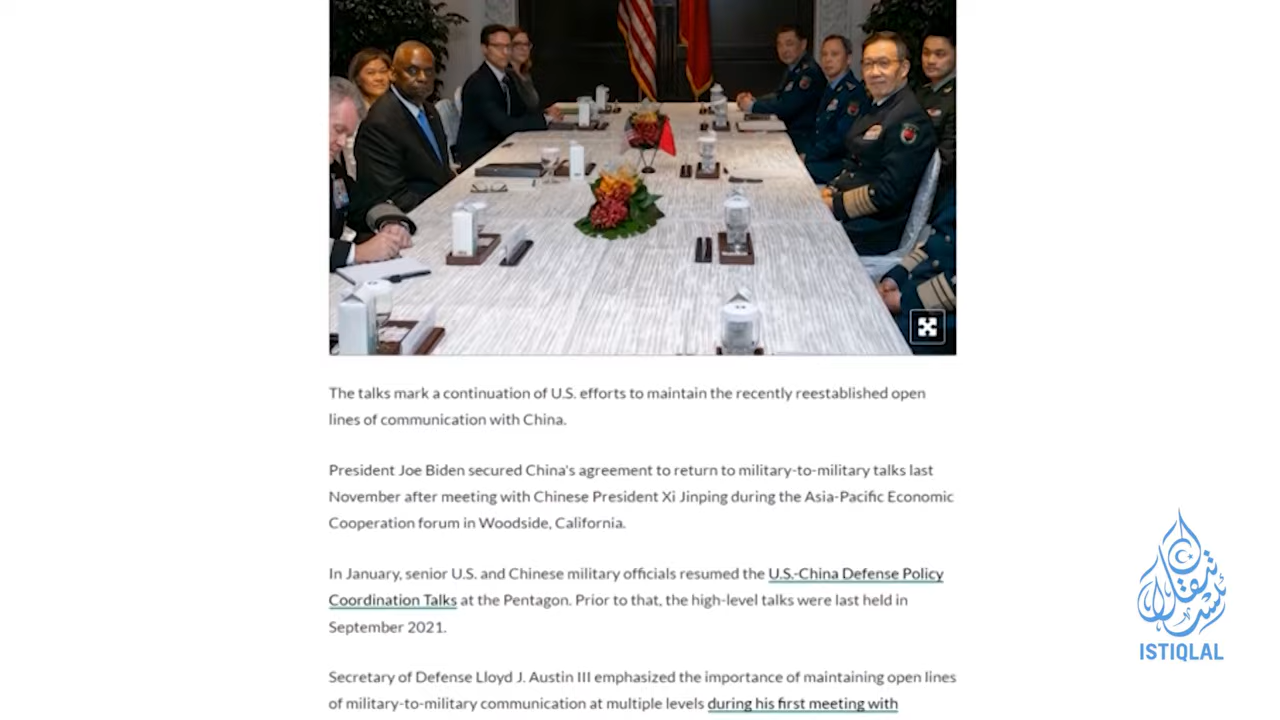 The talks mark a continuation of U.S. efforts to maintain the recently reestablished open
lines of communication with China.
President Joe Biden secured China's agreement to return to military-to-military talks last
November after meeting with Chinese President Xi Jinping during the Asia-Pacific Economic
Cooperation forum in Woodside, California.
In January, senior U.S. and Chinese military officials resumed the U.S.-China Defense Policy
Coordination Talks at the Pentagon. Prior to that, the high-level talks were last held in
September 2021.
Secretary of Defense Lloyd J. Austin III emphasized the importance of maintaining open lines
of military-to-military communication at multiple levels during his first meeting with
ISTIQLAL